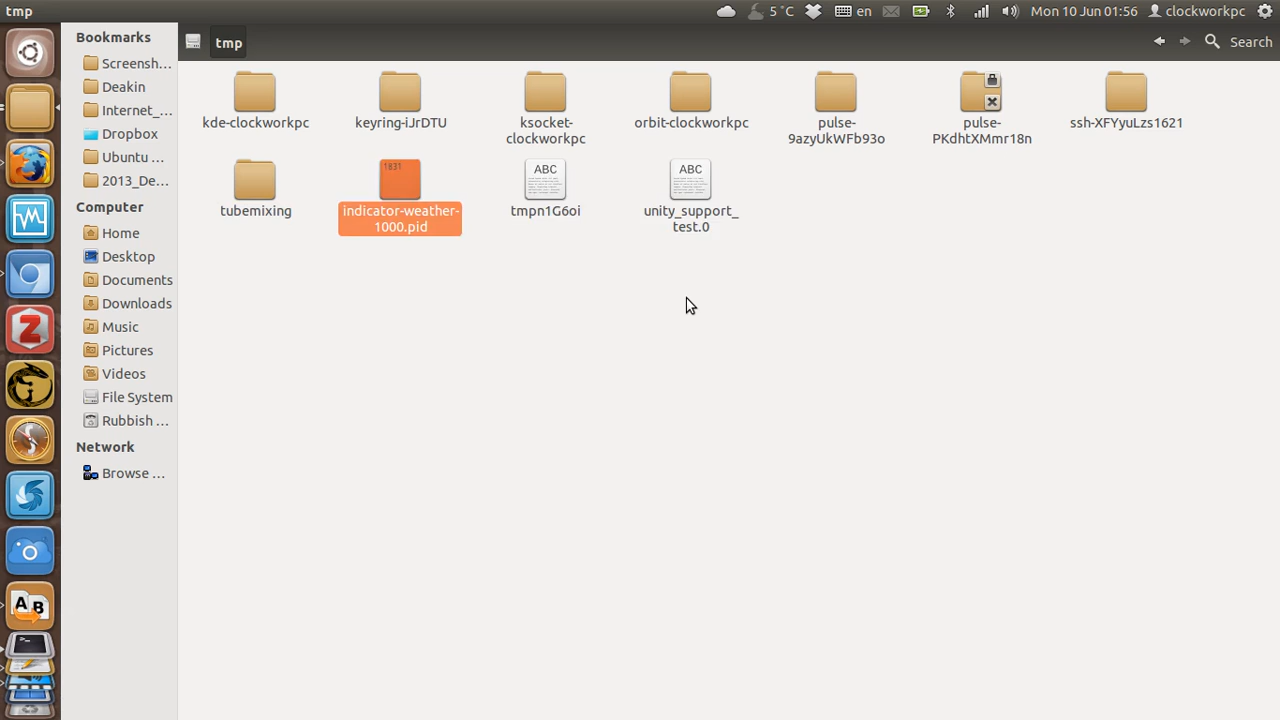 tmp
5 °C
en
Mon 10 Jun 01:56
clockworkpc
Bookmarks
Screensh...
Deakin
Internet_...
Dropbox
Ubuntu ...
2013_De...
Computer
Home
Desktop
Documents
Downloads
Music
Pictures
Videos
File System
Rubbish ...
Network
Browse ...
tmp
Search
kde-clockworkpc
keyring-iJrDTU
ksocket-
clockworkpc
orbit-clockworkpc
pulse-
9azyUkWFb93o
pulse-
PKdhtXMmr18n
ssh-XFYyuLzs1621
tubemixing
1831
indicator-weather-
1000.pid
ABC
tmpn1G6oi
ABC
unity_support_
test.0
Z
A B
>_